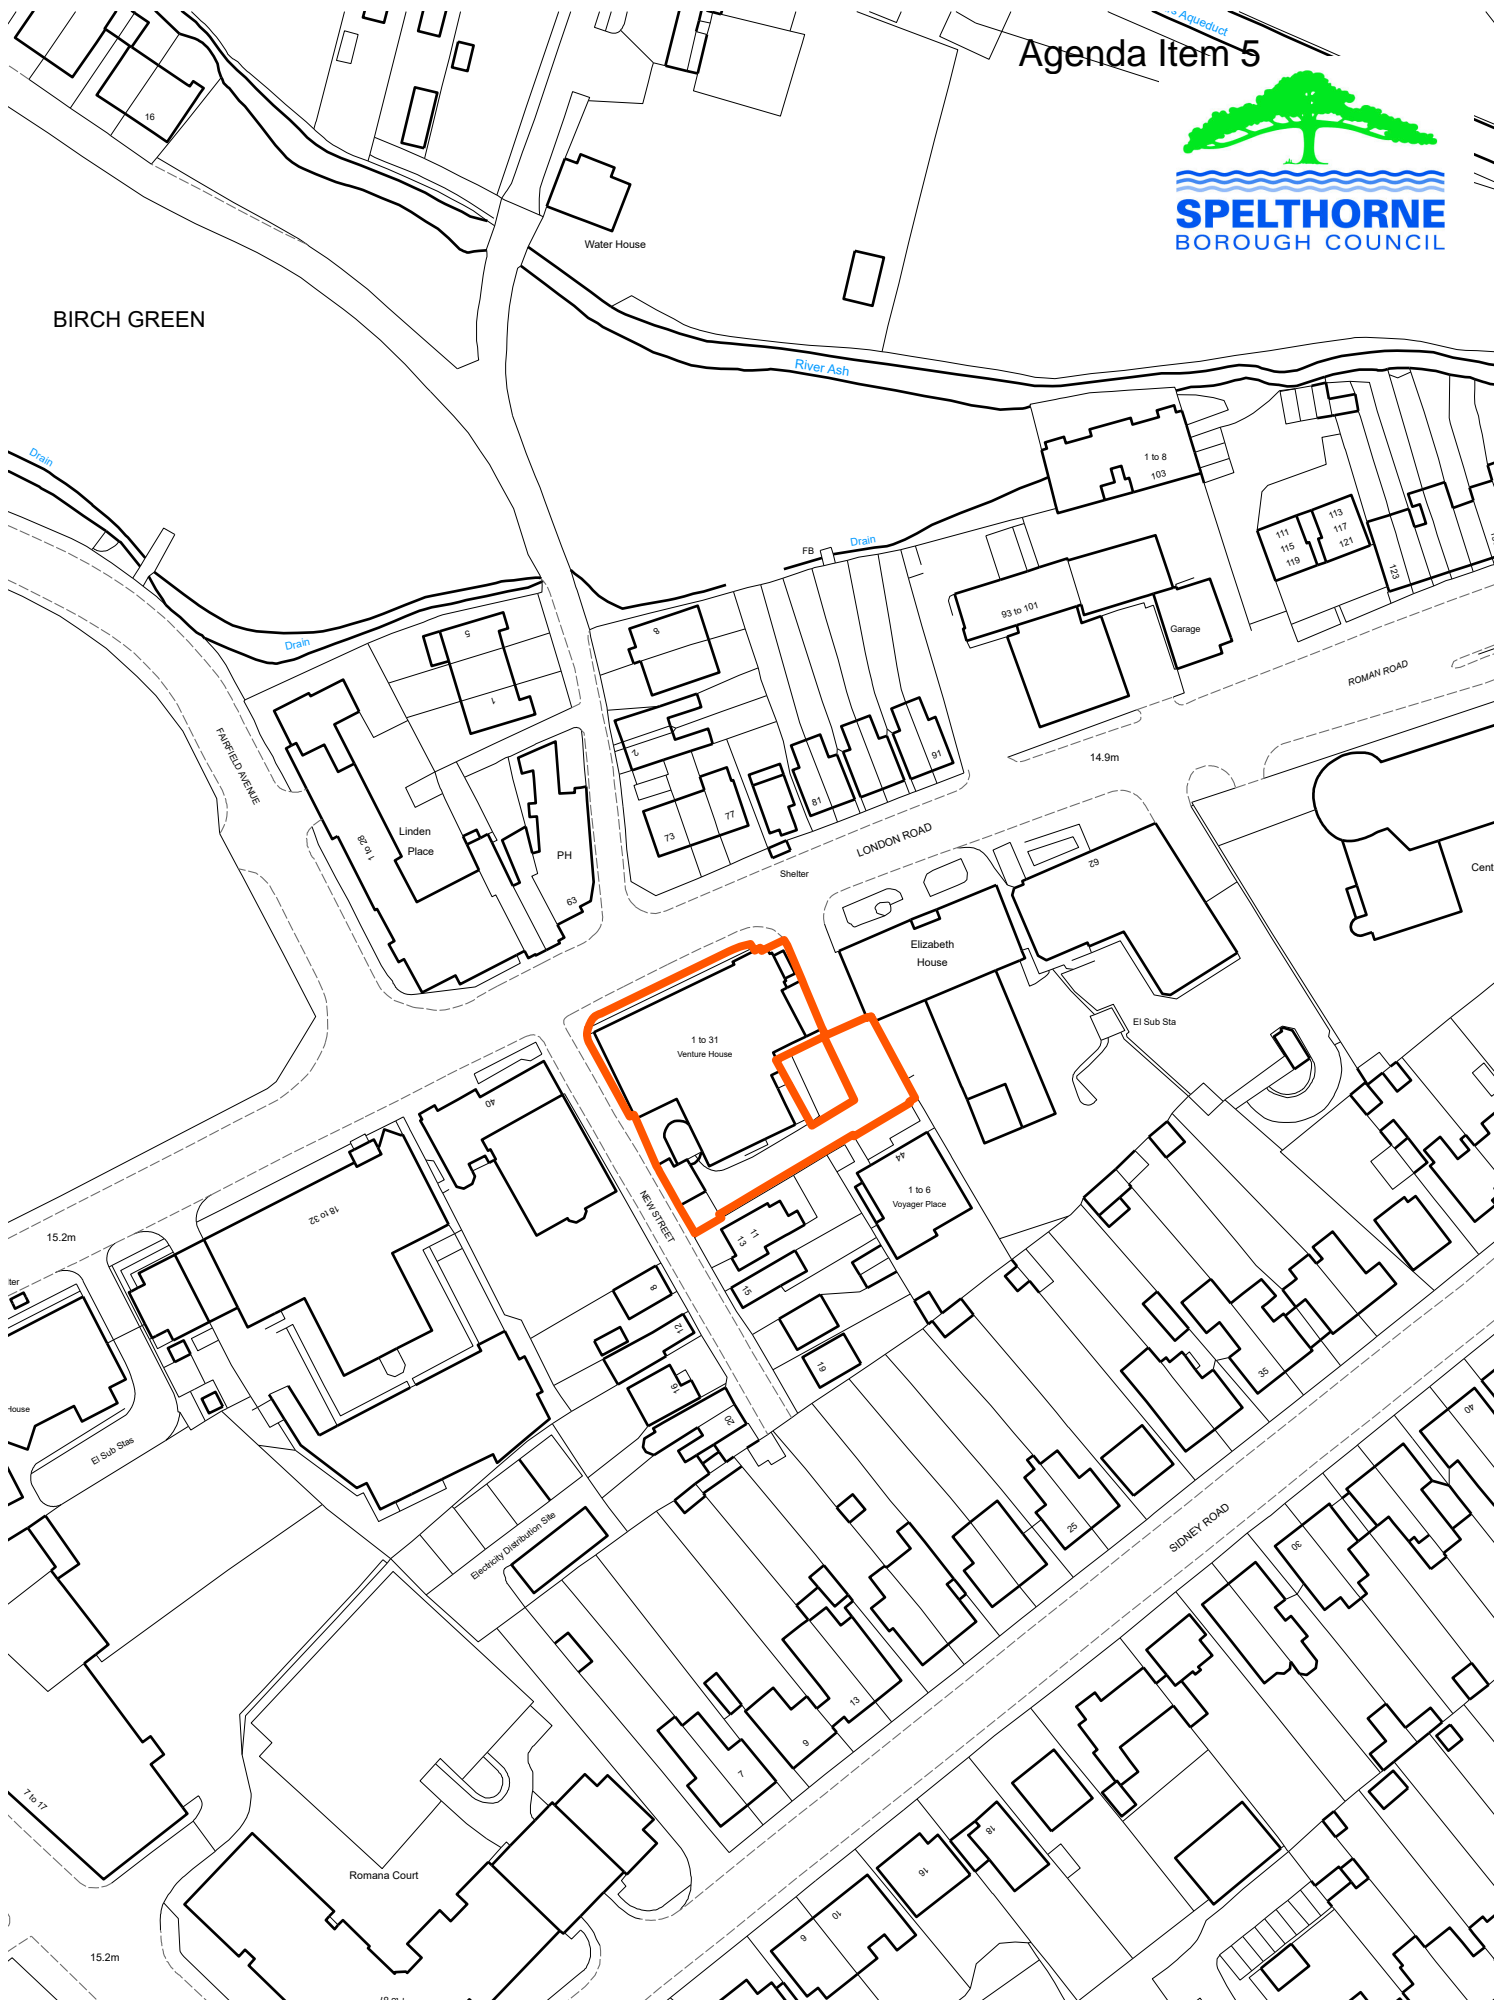 s Aqueduct
Agenda Item 5
SPELTHORNE
BOROUGH COUNCIL
16
Water House
BIRCH GREEN
River Ash
Drain
1 to 8
103
Drain
FB
111
115
119
113
117
121
123
93 to 101
Garage
Drain
5
1
8
2
ROMAN ROAD
FAIRFIELD AVENUE
14.9m
91
81
77
73
LONDON ROAD
Linden
Place
1 to 28
PH
63
Shelter
62
Cent
Elizabeth
House
El Sub Sta
1 to 31
Venture House
40
18 to 32
NEW STREET
44
1 to 6
Voyager Place
11
13
15
15.2m
ter
8
12
16
19
20
35
40
House
El Sub Stas
Electricity Distribution Site
25
SIDNEY ROAD
30
13
9
7
7 to 17
18
16
10
6
Romana Court
15.2m